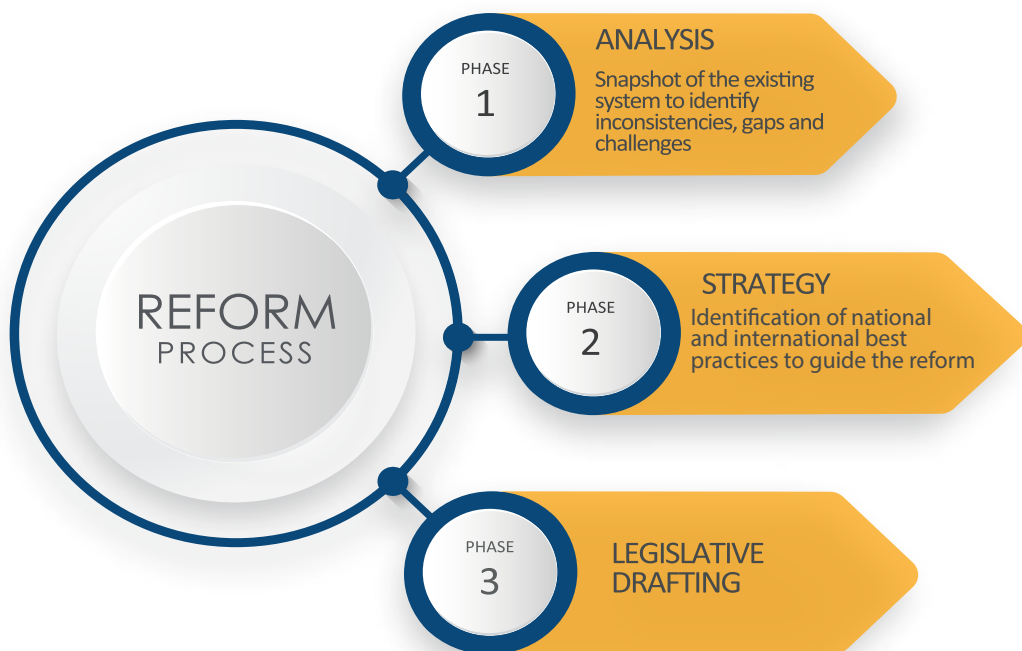 REFORM
PROCESS
PHASE
1
ANALYSIS
Snapshot of the existing
system to identify
inconsistencies, gaps and
challenges
PHASE
2
STRATEGY
Identification of national
and international best
practices to guide the reform
PHASE
3
LEGISLATIVE
DRAFTING